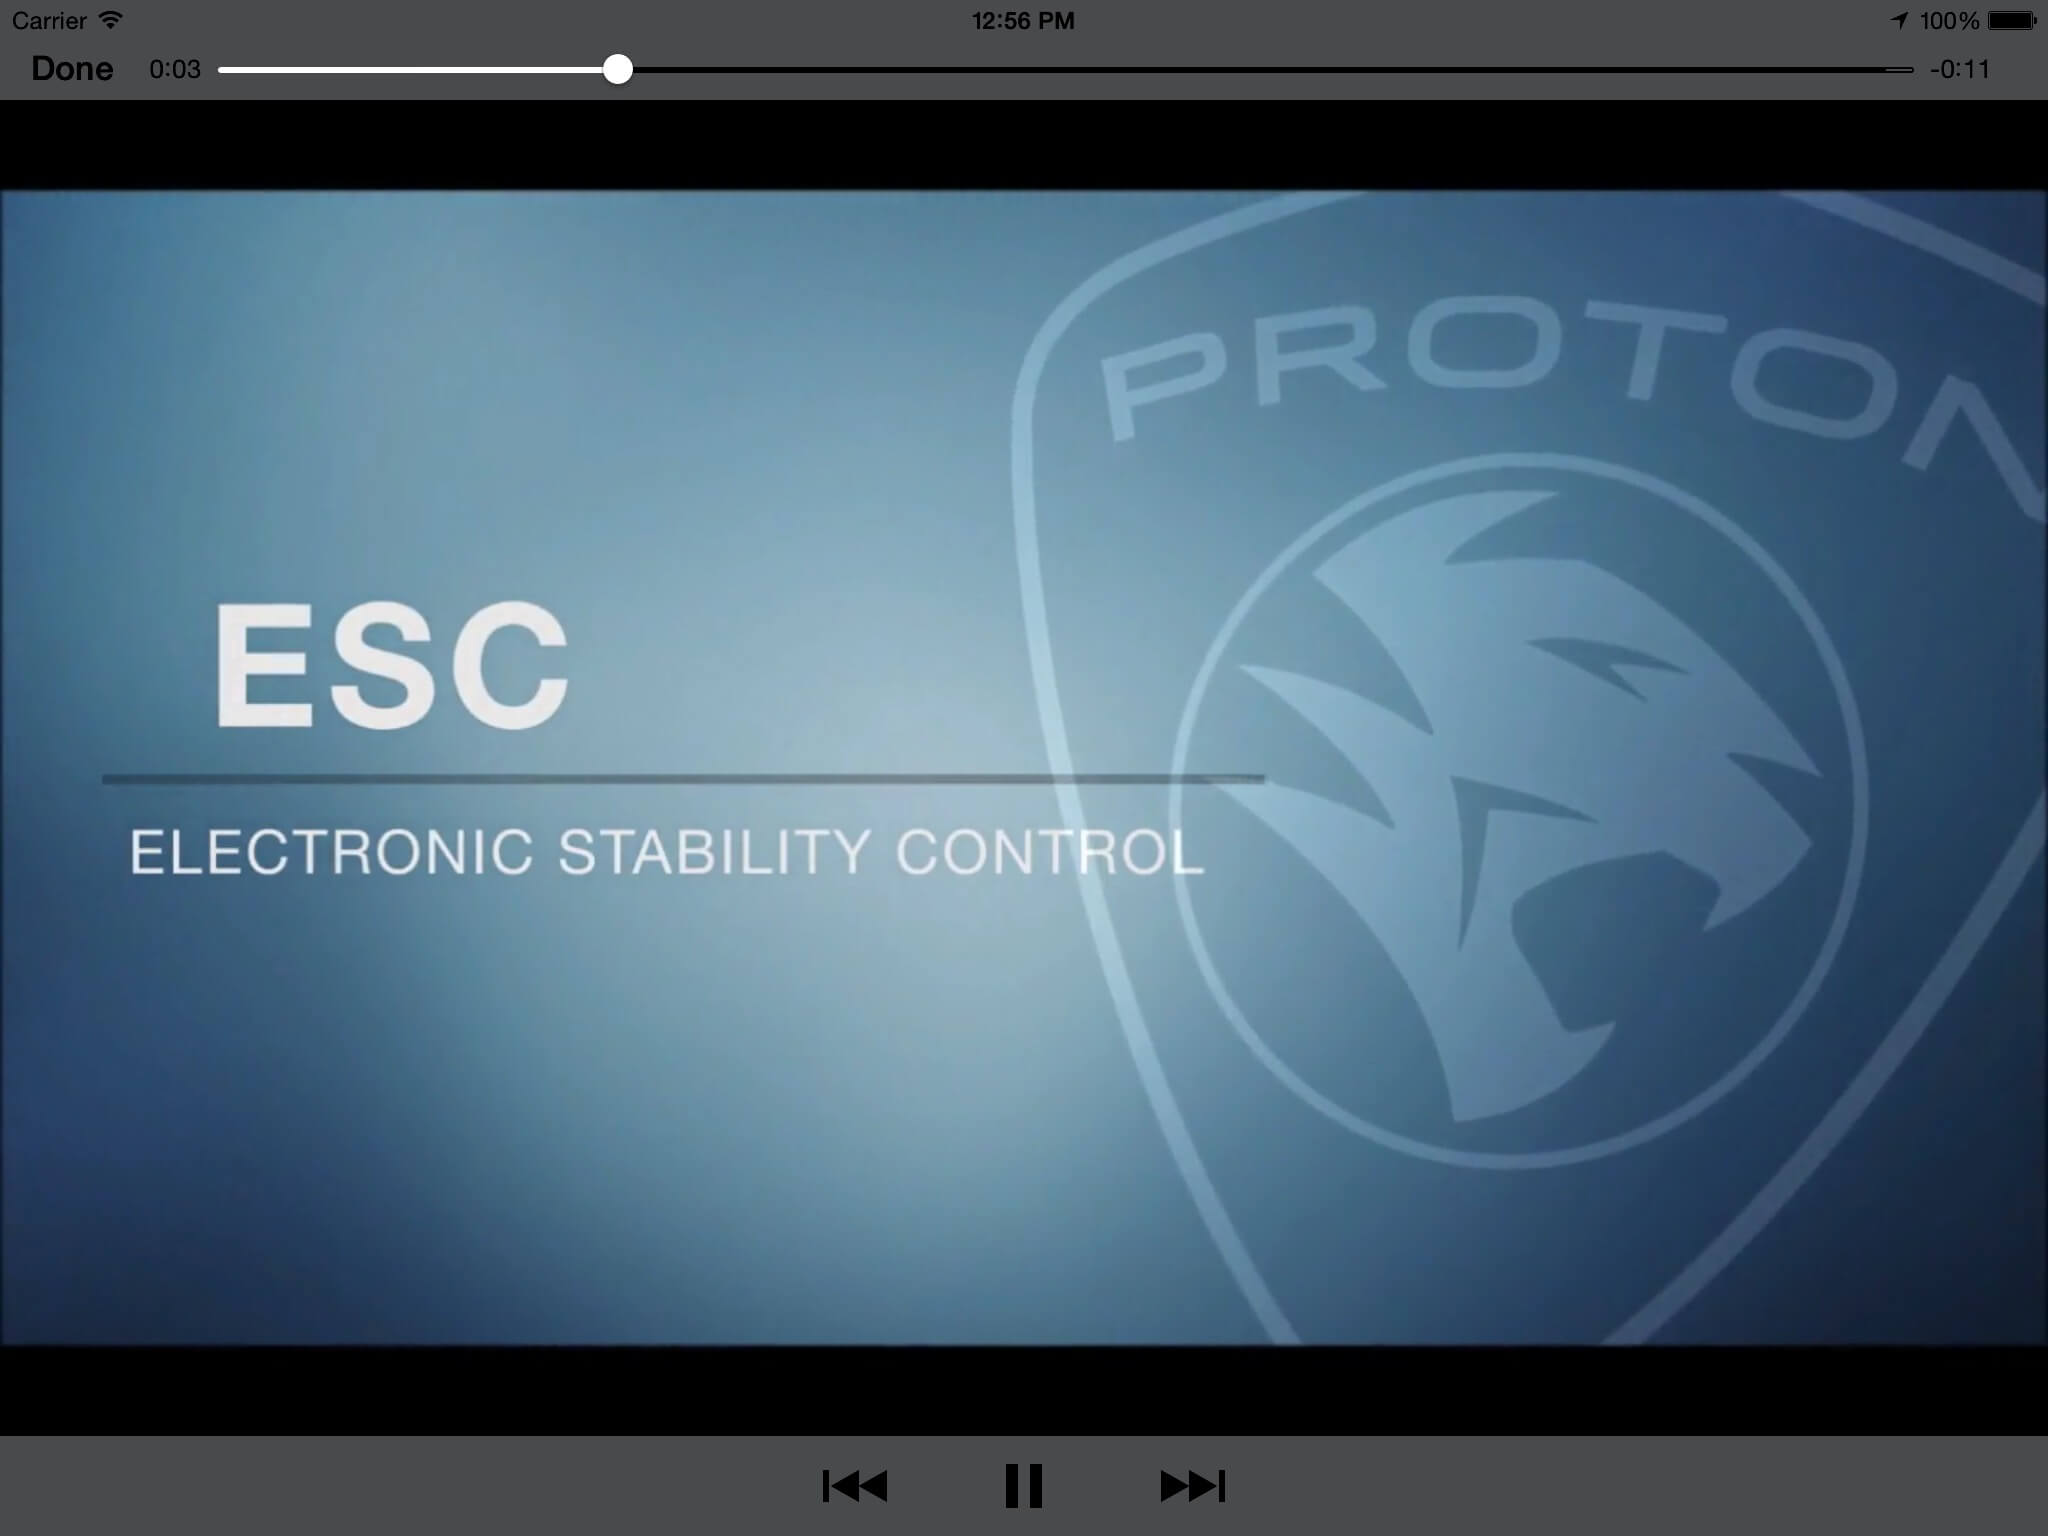 Carrier
12:56 PM
100%
Done
0:03
-0:11
PROTON
ESC
ELECTRONIC STABILITY CONTROL